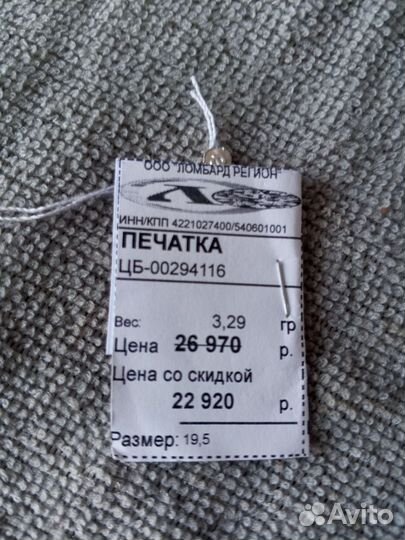 ООО "ЛОМБАРД РЕГИОН"
ИНН/КПП 4221027400/540601001
ПЕЧАТКА
ЦБ-00294116
Вес: 3,29 гр
Цена 26 970 р.
Цена со скидкой
22 920 р.
Размер: 19,5
Avito